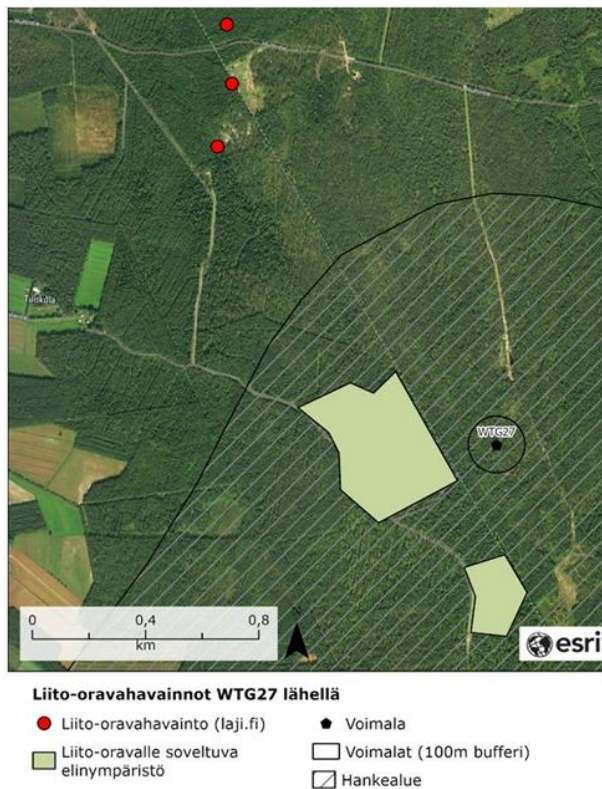 Tuiskula
WTG27
0 0,4 0,8
km
N
esri
Liito-oravahavainnot WTG27 lähellä
Liito-oravahavainto (laji.fi)
Voimala
Liito-oravalle soveltuva
elinympäristö
Voimalat (100m bufferi)
Hankealue